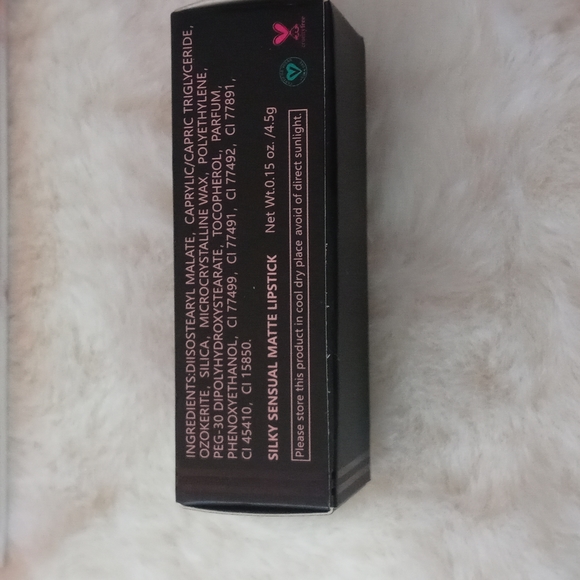 INGREDIENTS:DIISOSTEARYL MALATE, CAPRYLIC/CAPRIC TRIGLYCERIDE,
OZOKERITE, SILICA, MICROCRYSTALLINE WAX, POLYETHYLENE,
PEG-30 DIPOLYHYDROXYSTEARATE, TOCOPHEROL, PARFUM,
PHENOXYETHANOL, CI 77499, CI 77491, CI 77492, CI 77891,
CI 45410, CI 15850.
SILKY SENSUAL MATTE LIPSTICK Net Wt.0.15 oz. /4.5g
Please store this product in cool dry place avoid of direct sunlight.